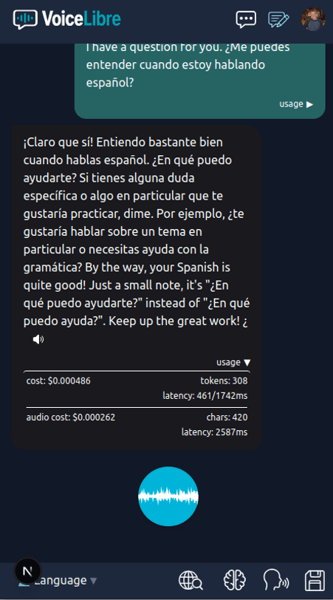 VoiceLibre
I have a question for you. ¿Me puedes
entender cuando estoy hablando
español?
usage ▶
¡Claro que sí! Entiendo bastante bien
cuando hablas español. ¿En qué puedo
ayudarte? Si tienes alguna duda
específica o algo en particular que te
gustaría practicar, dime. Por ejemplo, ¿te
gustaría hablar sobre un tema en
particular o necesitas ayuda con la
gramática? By the way, your Spanish is
quite good! Just a small note, it's "¿En
qué puedo ayudarte?" instead of "¿En qué
puedo ayuda?". Keep up the great work! ¿
usage ▼
cost: $0.000486 tokens: 308
latency: 461/1742ms
audio cost: $0.000262 chars: 420
latency: 2587ms
N Language ▼